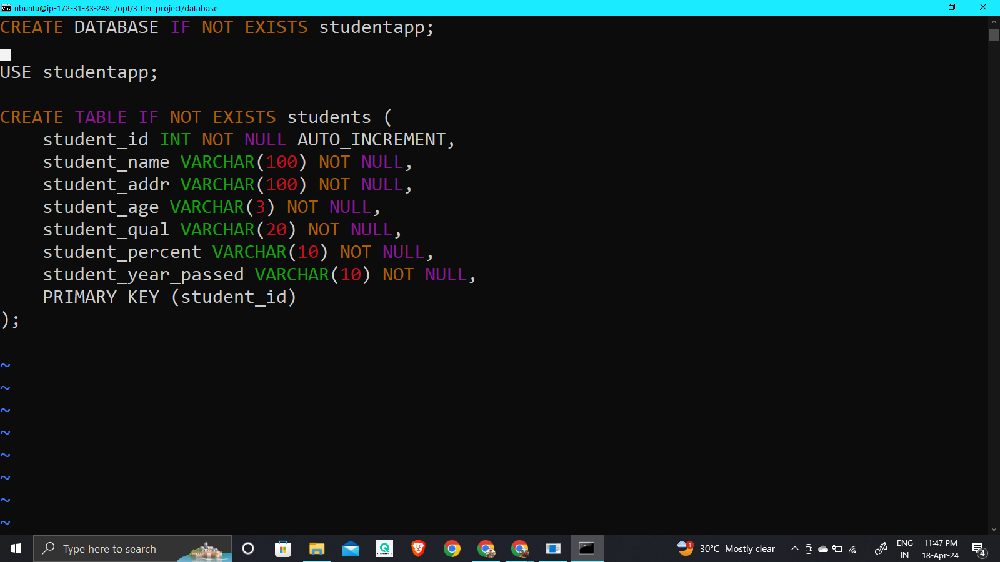 ubuntu@ip-172-31-33-248: /opt/3_tier_project/database
CREATE DATABASE IF NOT EXISTS studentapp;
USE studentapp;
CREATE TABLE IF NOT EXISTS students (
    student_id INT NOT NULL AUTO_INCREMENT,
    student_name VARCHAR(100) NOT NULL,
    student_addr VARCHAR(100) NOT NULL,
    student_age VARCHAR(3) NOT NULL,
    student_qual VARCHAR(20) NOT NULL,
    student_percent VARCHAR(10) NOT NULL,
    student_year_passed VARCHAR(10) NOT NULL,
    PRIMARY KEY (student_id)
);
~
~
~
~
~
~
~
~
Type here to search
1
30°C Mostly clear
ENG
IN
11:47 PM
18-Apr-24
4